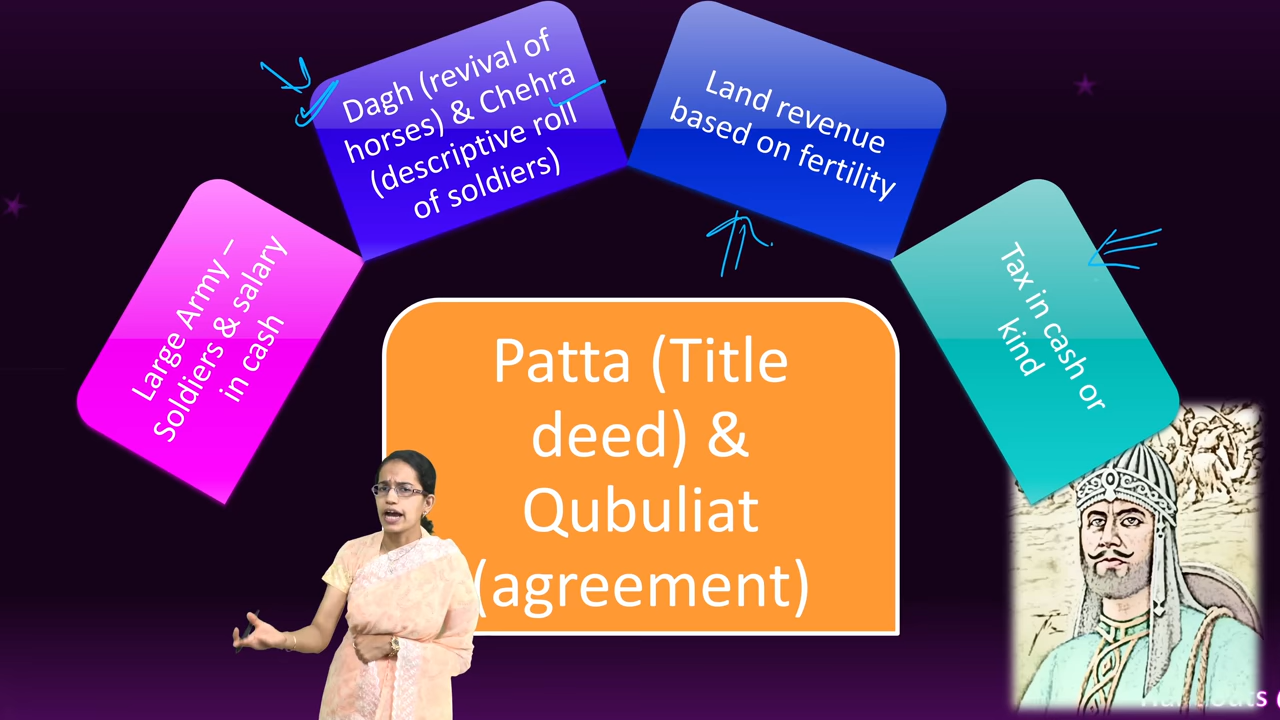 Large Army –
Soldiers & salary
in cash
Dagh (revival of
horses) & Chehra
(descriptive roll
of soldiers)
Land revenue
based on fertility
Tax in cash or
kind
Patta (Title
deed) &
Qubuliat
(agreement)